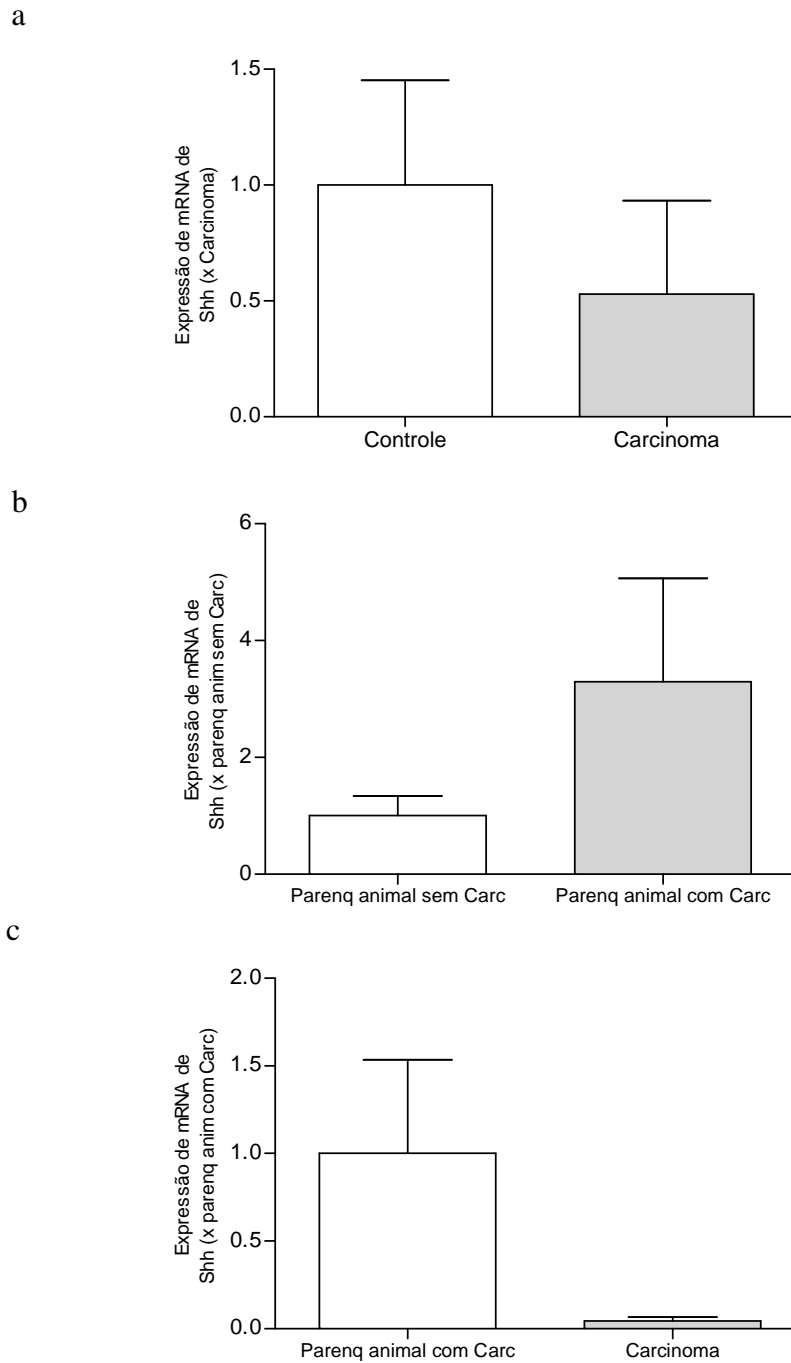 a
Expressão de mRNA de
Shh (x Carcinoma)
1.5
1.0
0.5
0.0
Controle
Carcinoma
b
Expressão de mRNA de
Shh (x parenq anim sem Carc)
6
4
2
0
Parenq animal sem Carc
Parenq animal com Carc
c
Expressão de mRNA de
Shh (x parenq anim com Carc)
2.0
1.5
1.0
0.5
0.0
Parenq animal com Carc
Carcinoma